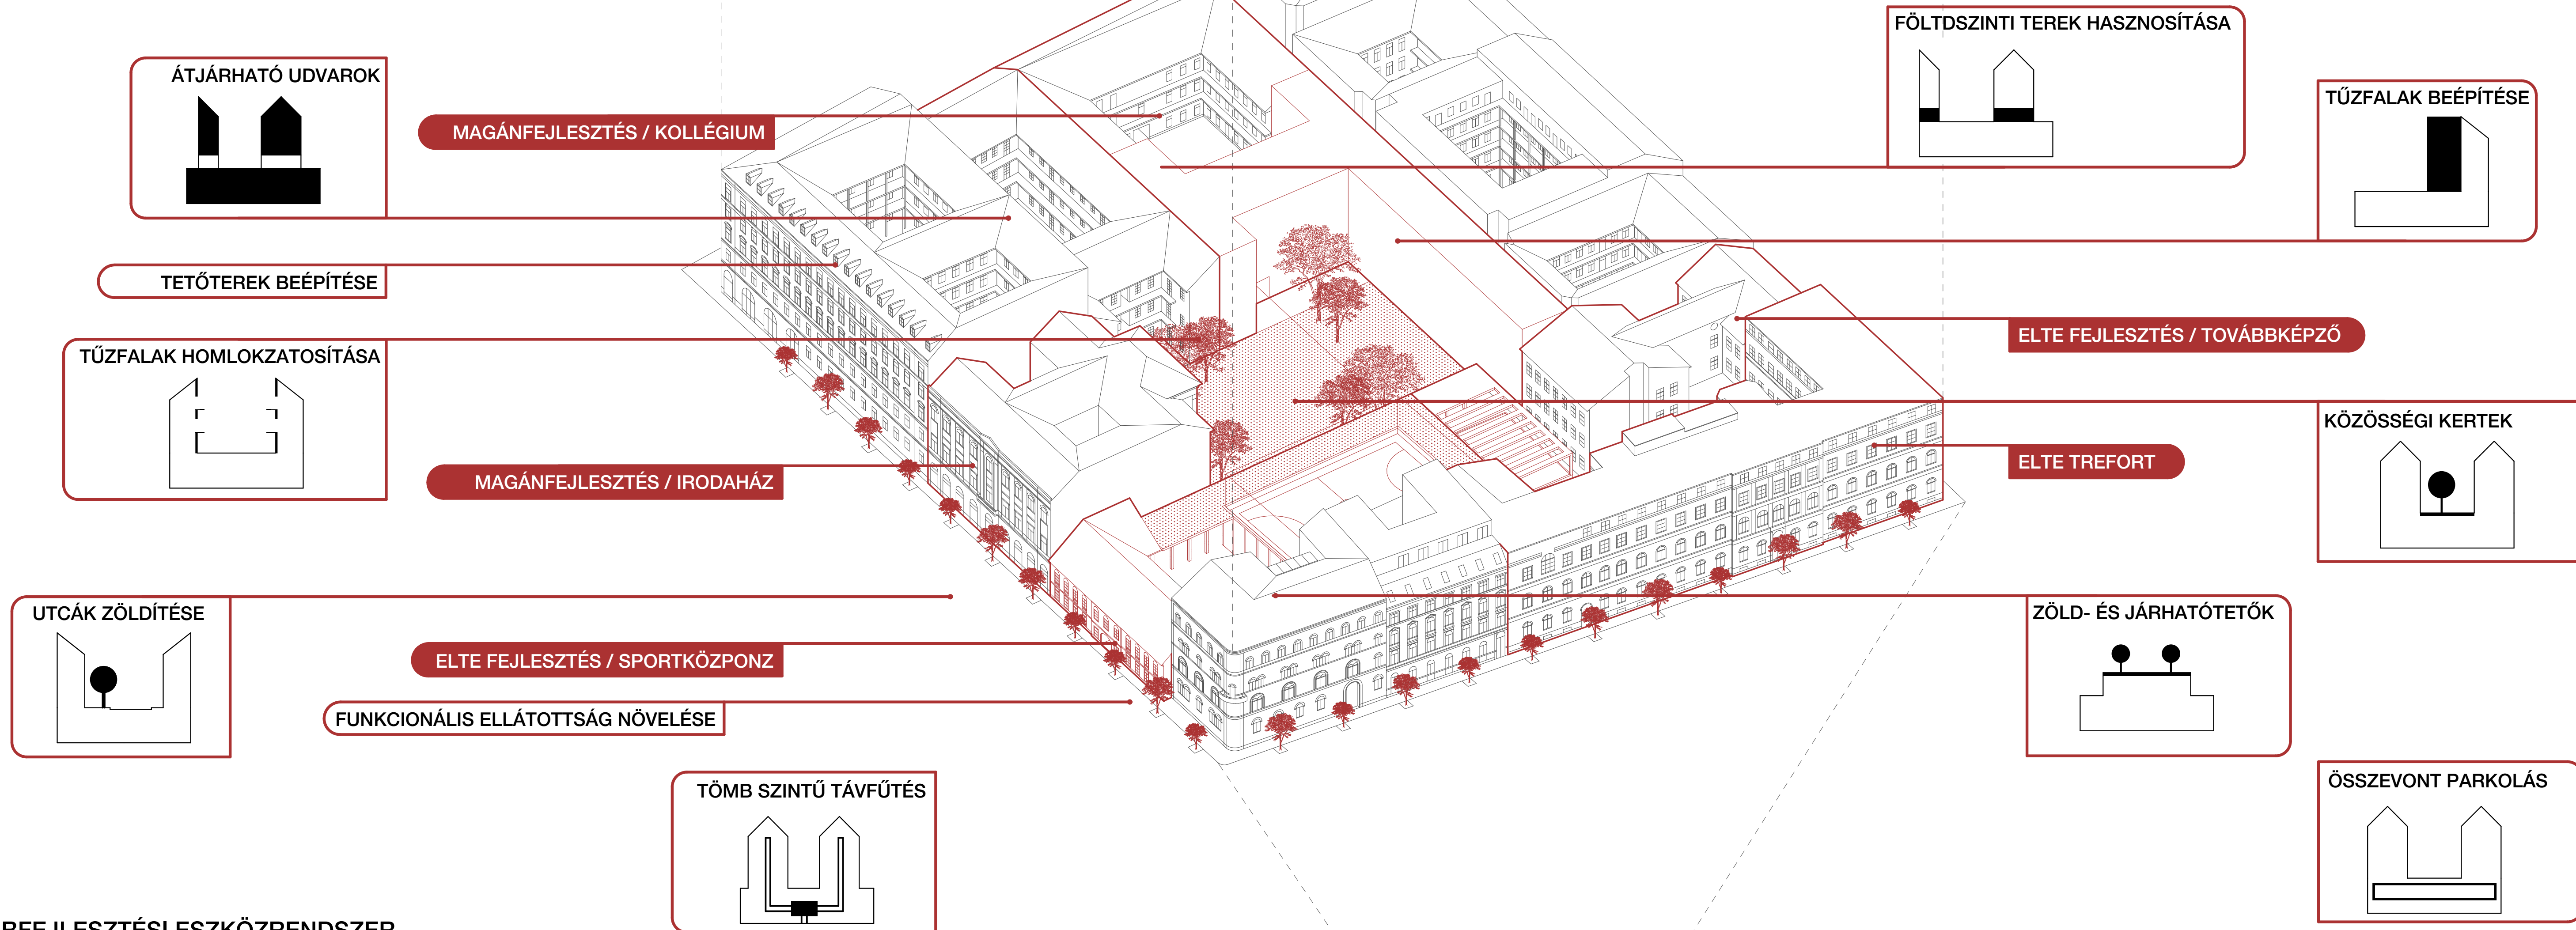 FÖLTDSZINTI TEREK HASZNOSÍTÁSA
ÁTJÁRHATÓ UDVAROK
TŰZFALAK BEÉPÍTÉSE
MAGÁNFEJLESZTÉS / KOLLÉGIUM
TETŐTEREK BEÉPÍTÉSE
ELTE FEJLESZTÉS / TOVÁBBKÉPZŐ
TŰZFALAK HOMLOKZATOSÍTÁSA
KÖZÖSSÉGI KERTEK
ELTE TREFORT
MAGÁNFEJLESZTÉS / IRODAHÁZ
UTCÁK ZÖLDÍTÉSE
ZÖLD- ÉS JÁRHATÓTETŐK
ELTE FEJLESZTÉS / SPORTKÖZPONZ
FUNKCIONÁLIS ELLÁTOTTSÁG NÖVELÉSE
TÖMB SZINTŰ TÁVFŰTÉS
ÖSSZEVONT PARKOLÁS